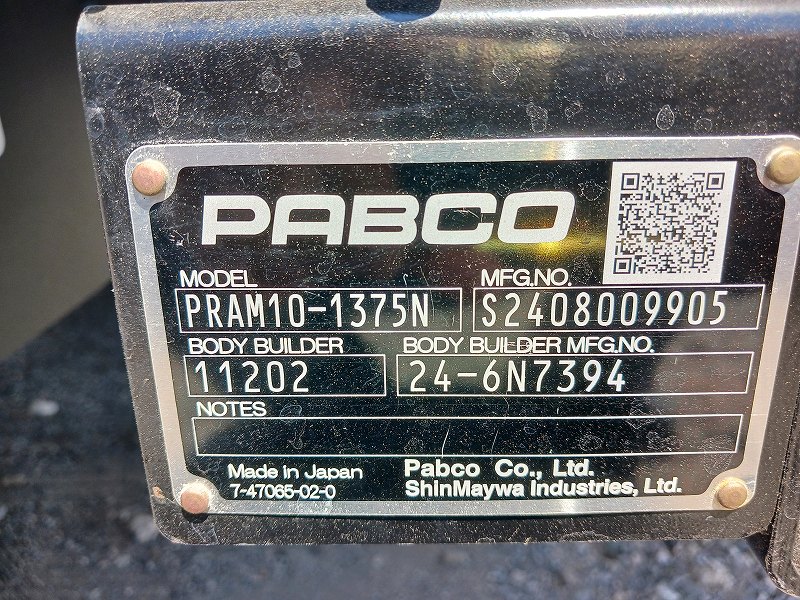 PABCO
MODEL MFG.NO.
PRAM10-1375N S2408009905
BODY BUILDER BODY BUILDER MFG.NO.
11202 24-6N7394
NOTES
Made in Japan Pabco Co., Ltd.
7-47065-02-0 ShinMaywa Industries, Ltd.